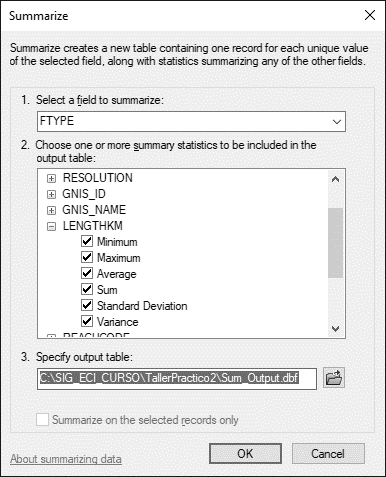 Summarize
Summarize creates a new table containing one record for each unique value
of the selected field, along with statistics summarizing any of the other fields.
1. Select a field to summarize:
FTYPE
2. Choose one or more summary statistics to be included in the
output table:
RESOLUTION
GNIS_ID
GNIS_NAME
LENGTHKM
Minimum
Maximum
Average
Sum
Standard Deviation
Variance
REACHCODE
3. Specify output table:
C:\SIG_ECI_CURSO\TallerPractico2\Sum_Output.dbf
Summarize on the selected records only
About summarizing data
OK
Cancel